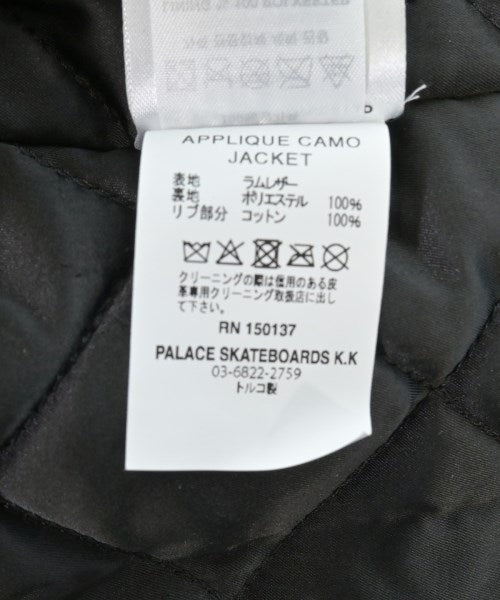 APPLIQUE CAMO
JACKET
表地 ラムレザー
裏地 ポリエステル 100%
リブ部分 コットン 100%
クリーニングの際は信用のある皮
革専用クリーニング取扱店に出し
て下さい。
RN 150137
PALACE SKATEBOARDS K.K
03-6822-2759
トルコ製